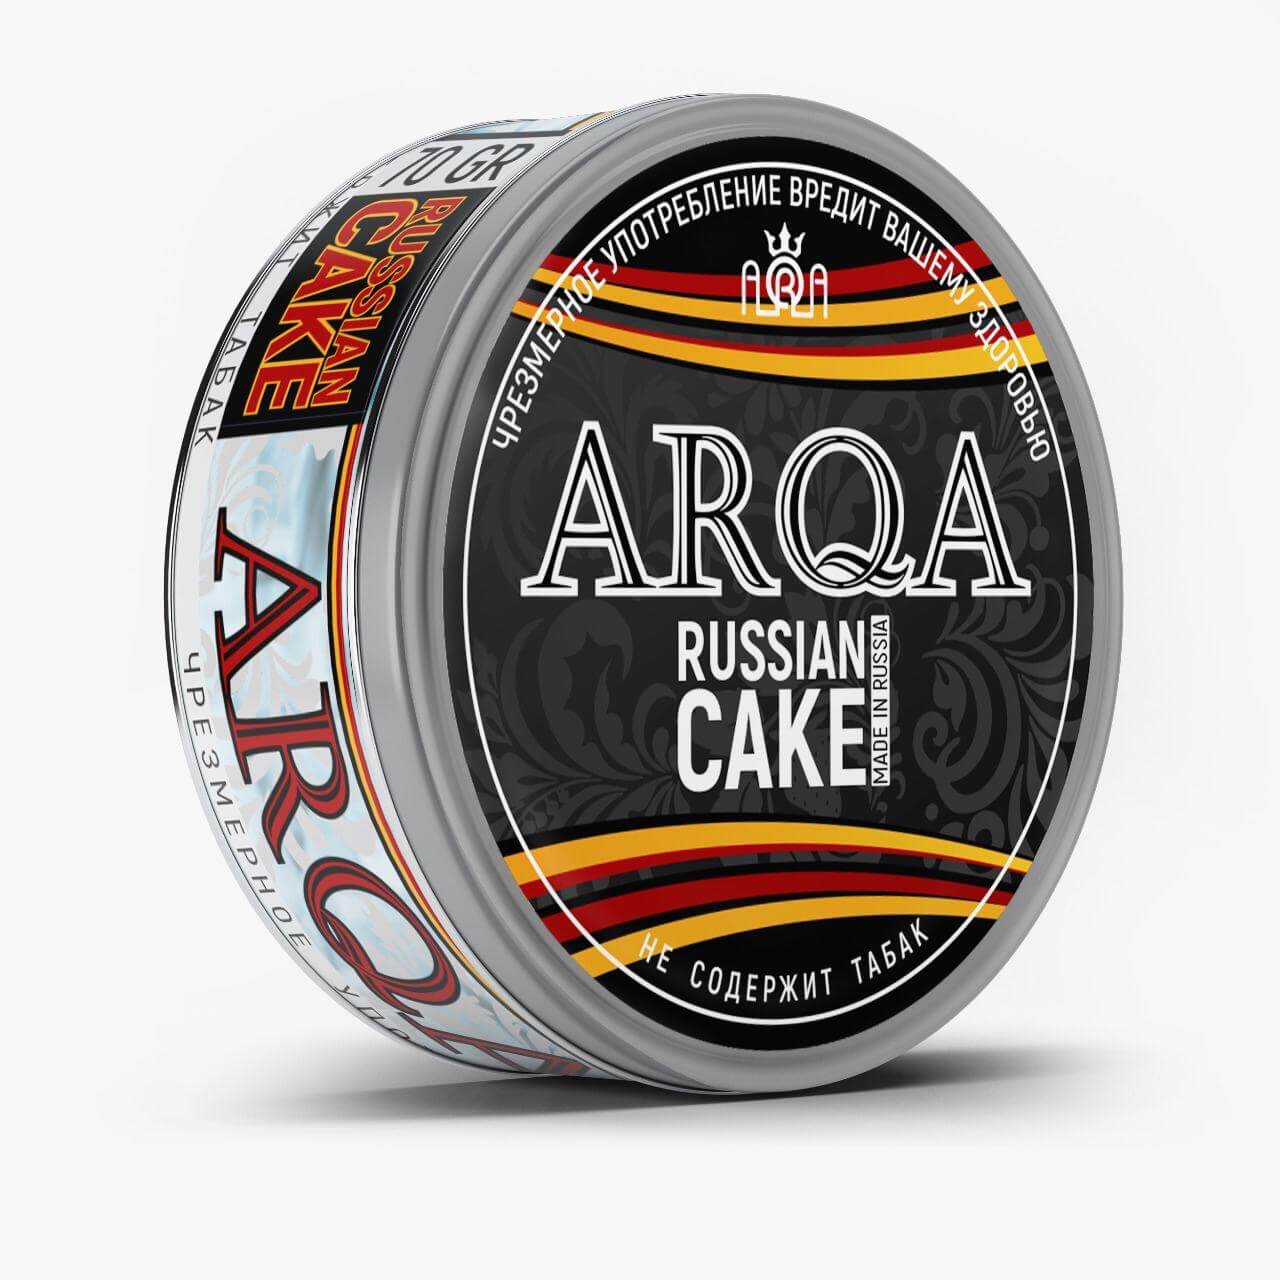 ЧРЕЗМЕРНОЕ УПОТРЕБЛЕНИЕ ВРЕДИТ ВАШЕМУ ЗДОРОВЬЮ
ARQA
ARQA
RUSSIAN
CAKE
MADE IN RUSSIA
НЕ СОДЕРЖИТ ТАБАК
70 GR
RUSSIAN
CAKE
ARQA
ТАБАК
ЧРЕЗМЕРНОЕ